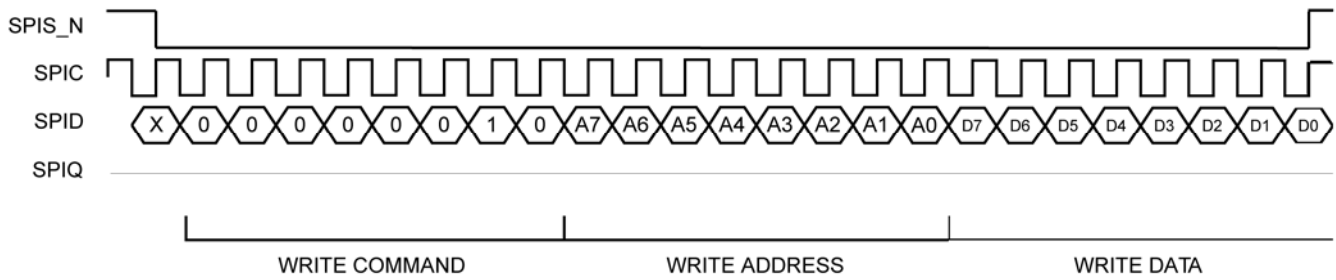 SPIS_N
SPIC
SPID X 0 0 0 0 0 0 1 0 A7 A6 A5 A4 A3 A2 A1 A0 D7 D6 D5 D4 D3 D2 D1 D0
SPIQ
WRITE COMMAND WRITE ADDRESS WRITE DATA